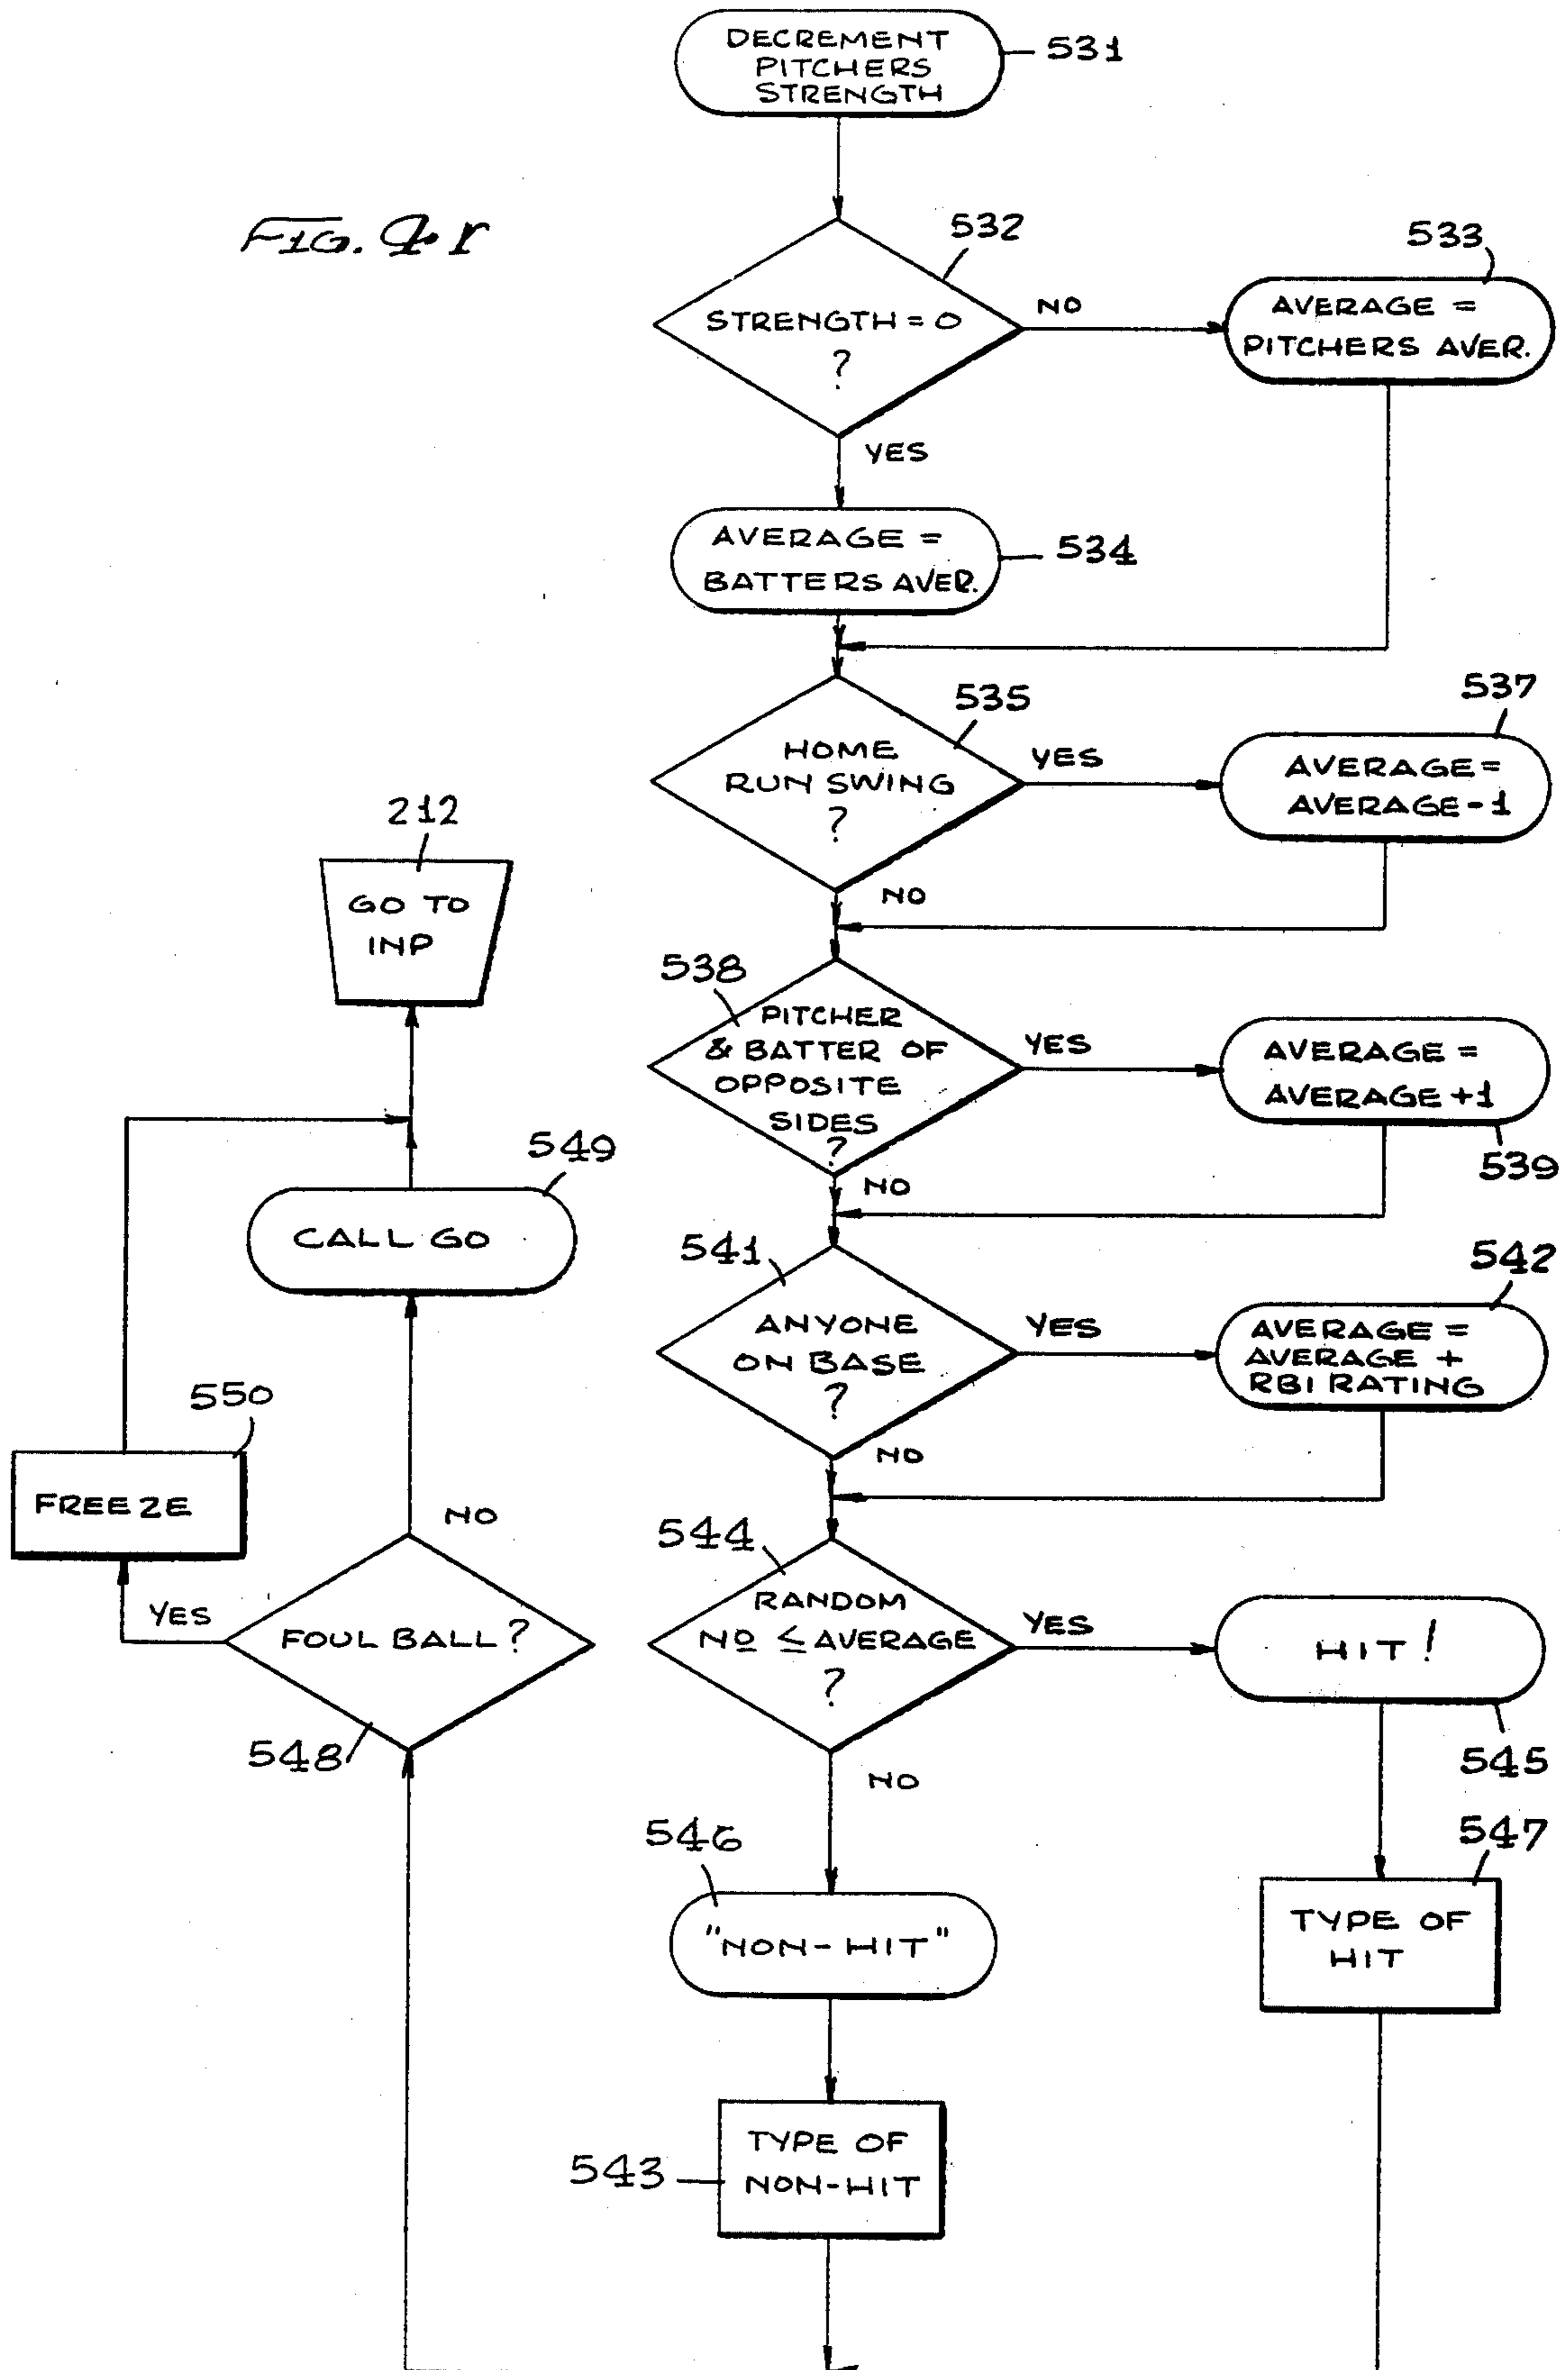 DECREMENT
PITCHERS
STRENGTH
531
FIG. 4r
532
STRENGTH = 0
?
NO
533
AVERAGE =
PITCHERS AVER.
YES
AVERAGE =
BATTERS AVER.
534
535
HOME
RUN SWING
?
YES
537
AVERAGE =
AVERAGE - 1
NO
538
PITCHER
& BATTER OF
OPPOSITE
SIDES
?
YES
AVERAGE =
AVERAGE +1
539
NO
541
ANYONE
ON BASE
?
YES
542
AVERAGE =
AVERAGE +
RBI RATING
NO
544
RANDOM
Nº ≤ AVERAGE
?
YES
HIT!
545
NO
546
"NON-HIT"
547
TYPE OF
HIT
543
TYPE OF
NON-HIT
212
GO TO
INP
549
CALL GO
550
FREEZE
NO
YES
FOUL BALL?
548